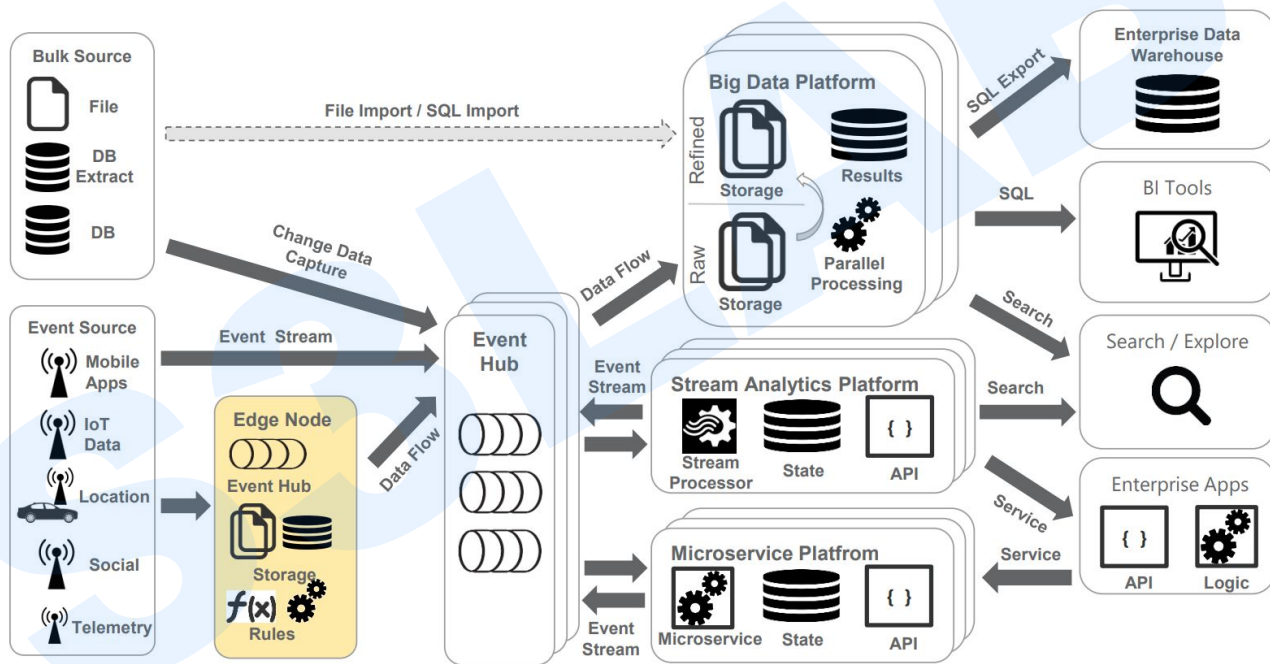 Bulk Source
File
DB
Extract
DB
File Import / SQL Import
Change Data
Capture
Event Source
Mobile
Apps
IoT
Data
Location
Social
Telemetry
Event Stream
Edge Node
Event Hub
Storage
f(x)
Rules
Data Flow
Event
Hub
Data Flow
Big Data Platform
Refined
Storage
Results
Raw
Storage
Parallel
Processing
Event
Stream
Stream Analytics Platform
Stream
Processor
State
{ }
API
Microservice Platfrom
Microservice
State
{ }
API
Event
Stream
SQL Export
SQL
Search
Search
Service
Service
Enterprise Data
Warehouse
BI Tools
Search / Explore
Enterprise Apps
{ }
API
Logic
S3LAB